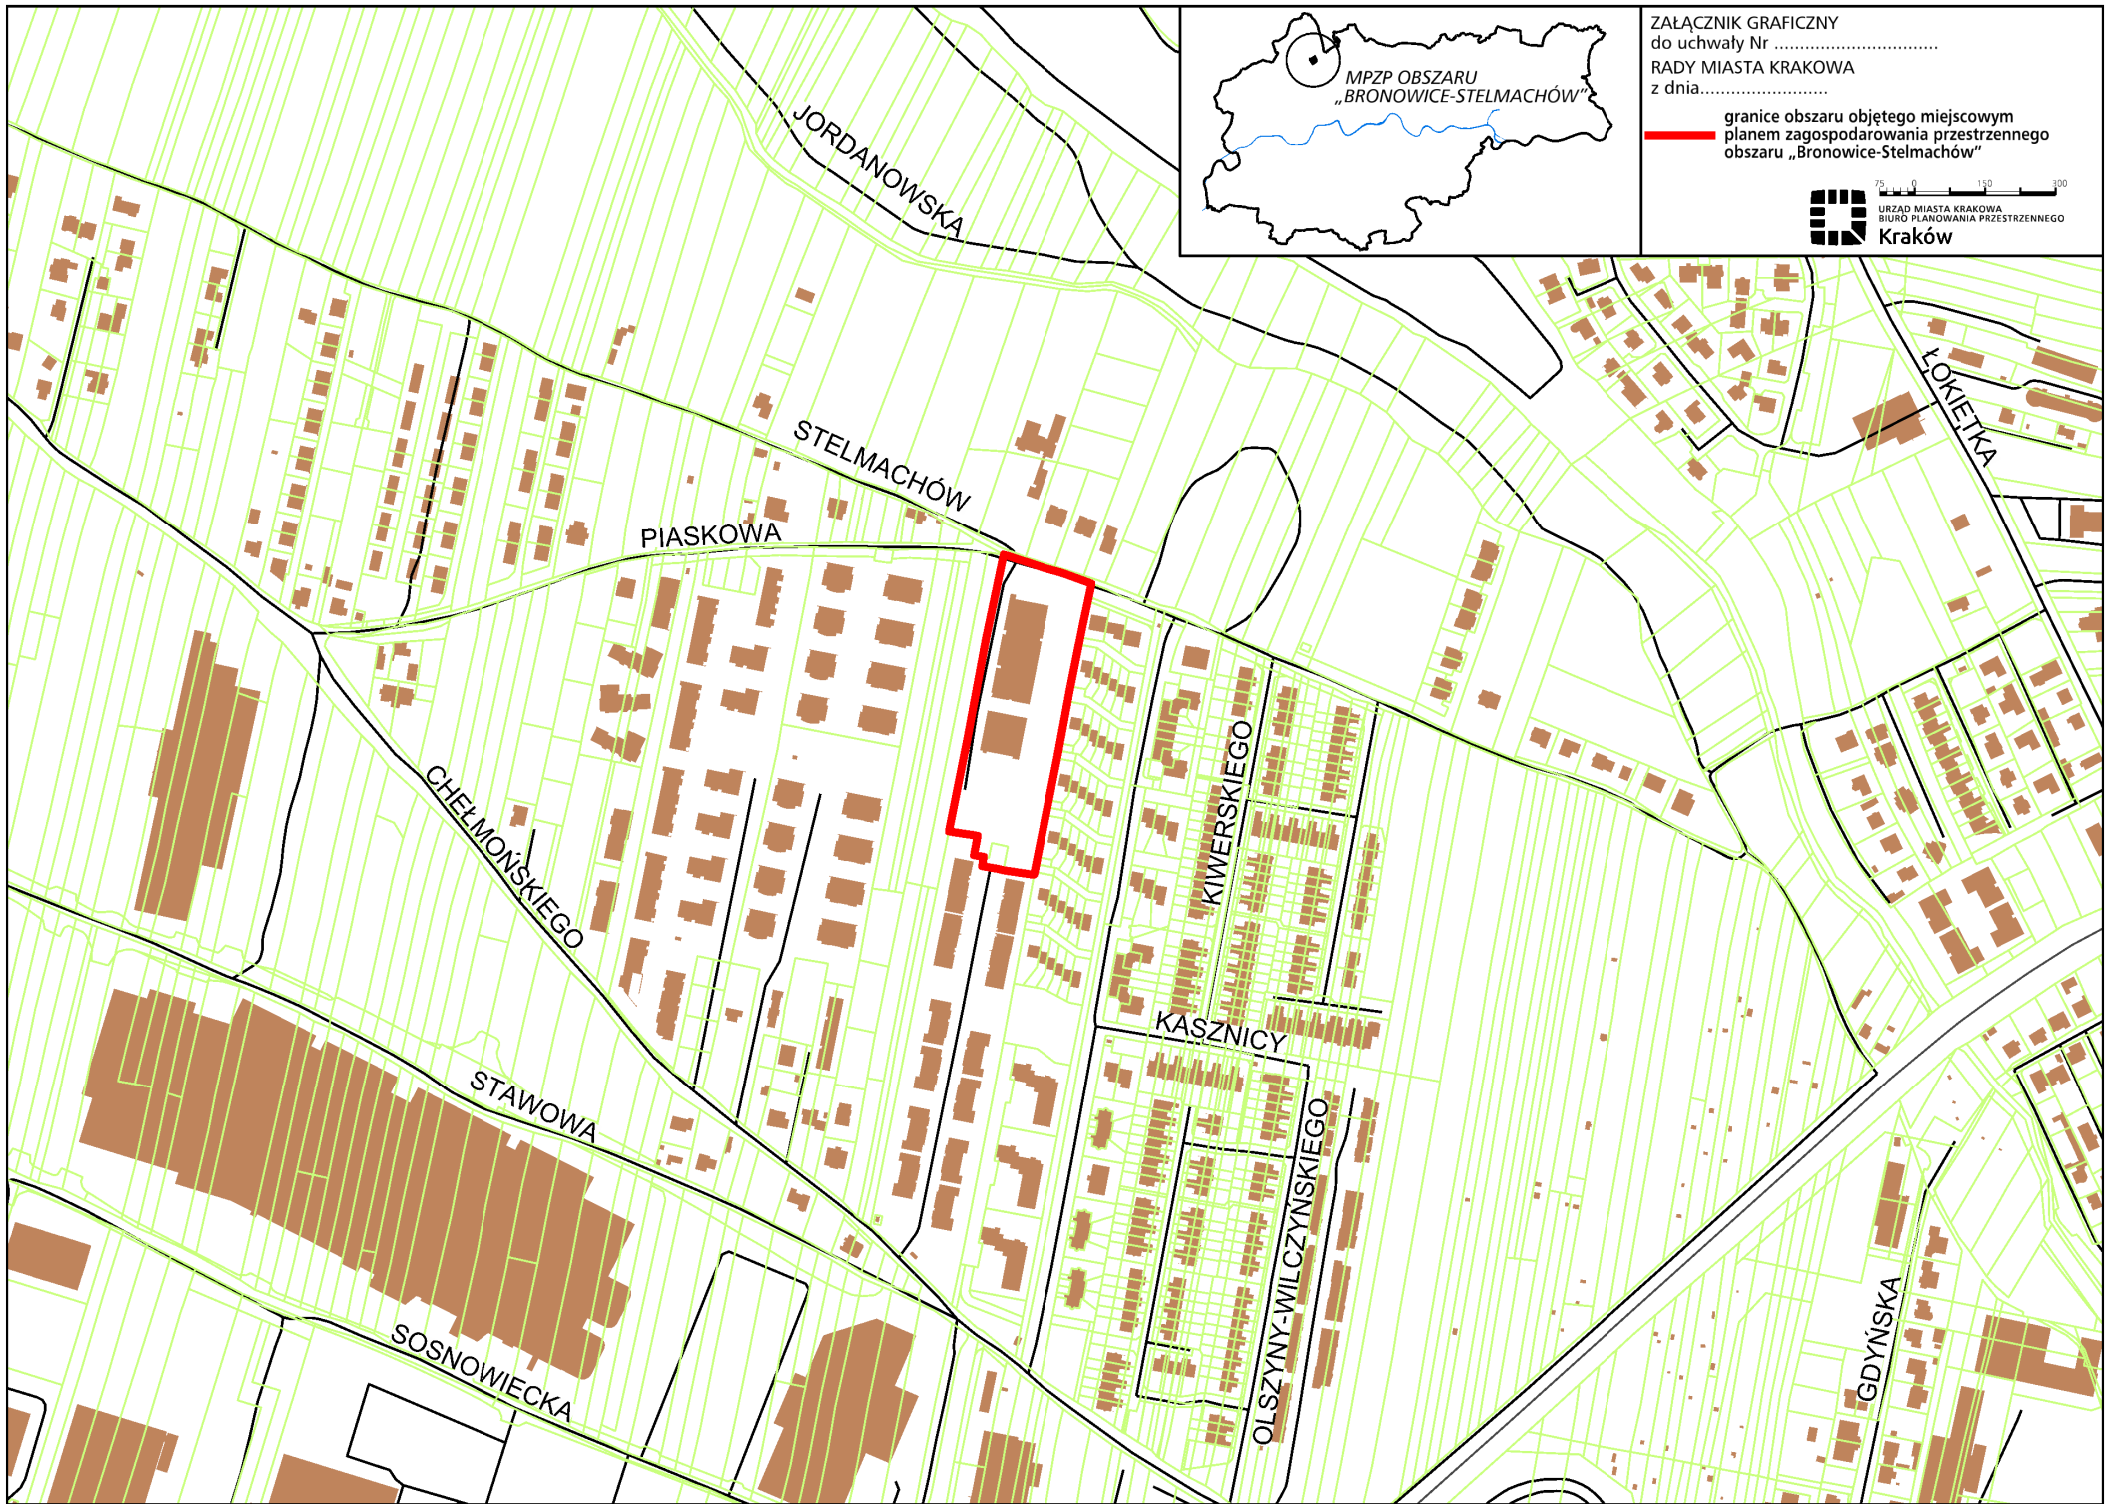 MPZP OBSZARU
„BRONOWICE-STELMACHÓW”
ZAŁĄCZNIK GRAFICZNY
do uchwały Nr ................................
RADY MIASTA KRAKOWA
z dnia.........................
granice obszaru objętego miejscowym
planem zagospodarowania przestrzennego
obszaru „Bronowice-Stelmachów”
75 0 150 300
URZĄD MIASTA KRAKOWA
BIURO PLANOWANIA PRZESTRZENNEGO
Kraków
JORDANOWSKA
ŁOKIETKA
STELMACHÓW
PIASKOWA
CHEŁMOŃSKIEGO
KIWERSKIEGO
KASZNICY
STAWOWA
OLSZYNY-WILCZYŃSKIEGO
SOSNOWIECKA
GDYŃSKA